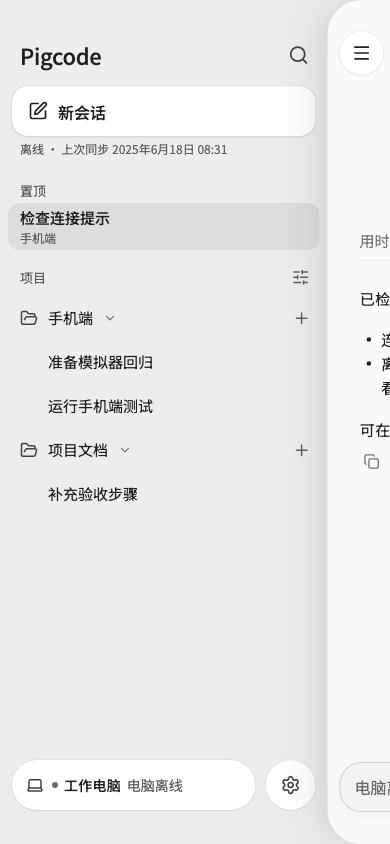 Pigcode
新会话
离线 · 上次同步 2025年6月18日 08:31
置顶
检查连接提示
手机端
项目
手机端
准备模拟器回归
运行手机端测试
项目文档
补充验收步骤
工作电脑 电脑离线
用时
已检
• 连
• 离
看
可在
电脑